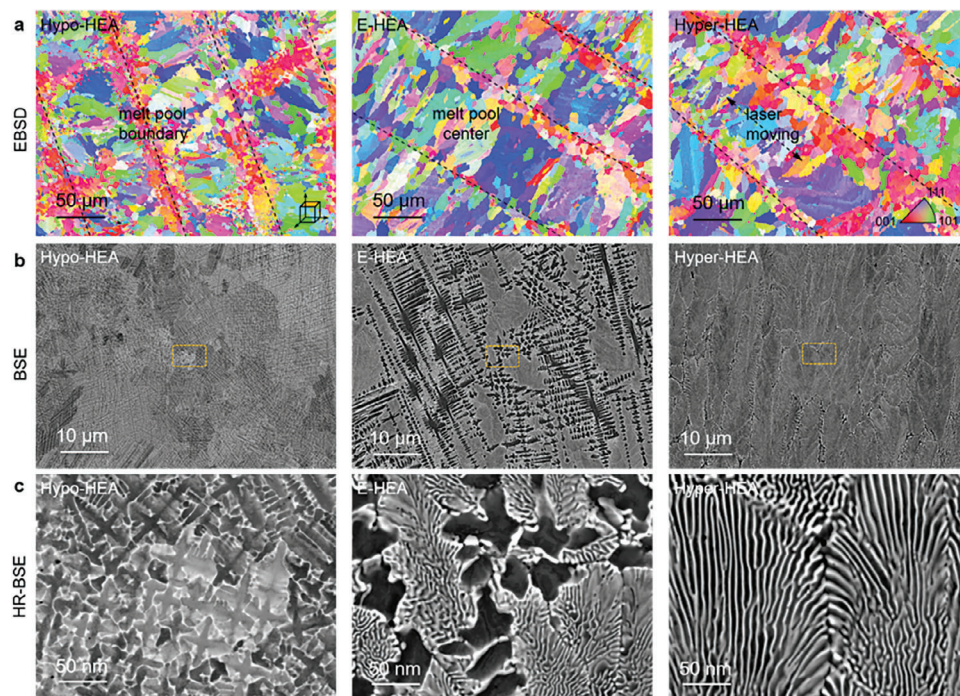 a
Hypo-HEA
E-HEA
Hyper-HEA
EBSD
melt pool
boundary
melt pool
center
laser
moving
50 µm
50 µm
50 µm
111
001
101
b
Hypo-HEA
E-HEA
Hyper-HEA
BSE
10 µm
10 µm
10 µm
c
Hypo-HEA
E-HEA
Hyper-HEA
HR-BSE
50 nm
50 nm
50 nm